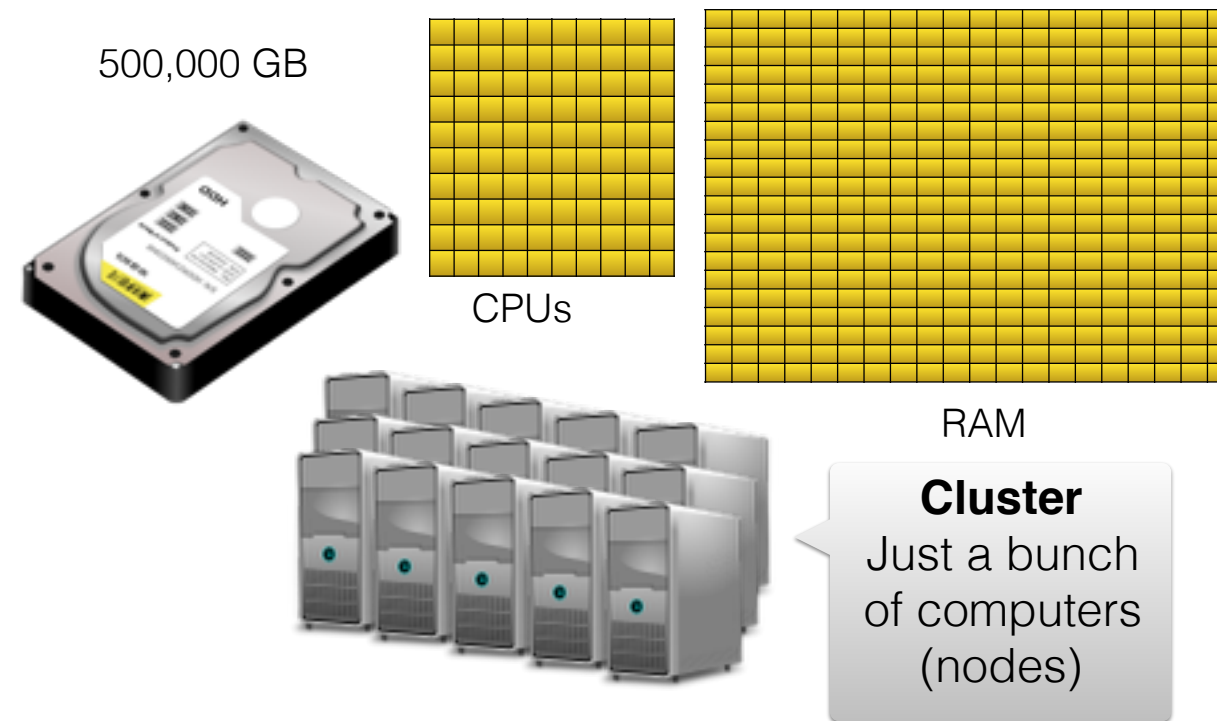 500,000 GB
CPUs
RAM
Cluster
Just a bunch
of computers
(nodes)